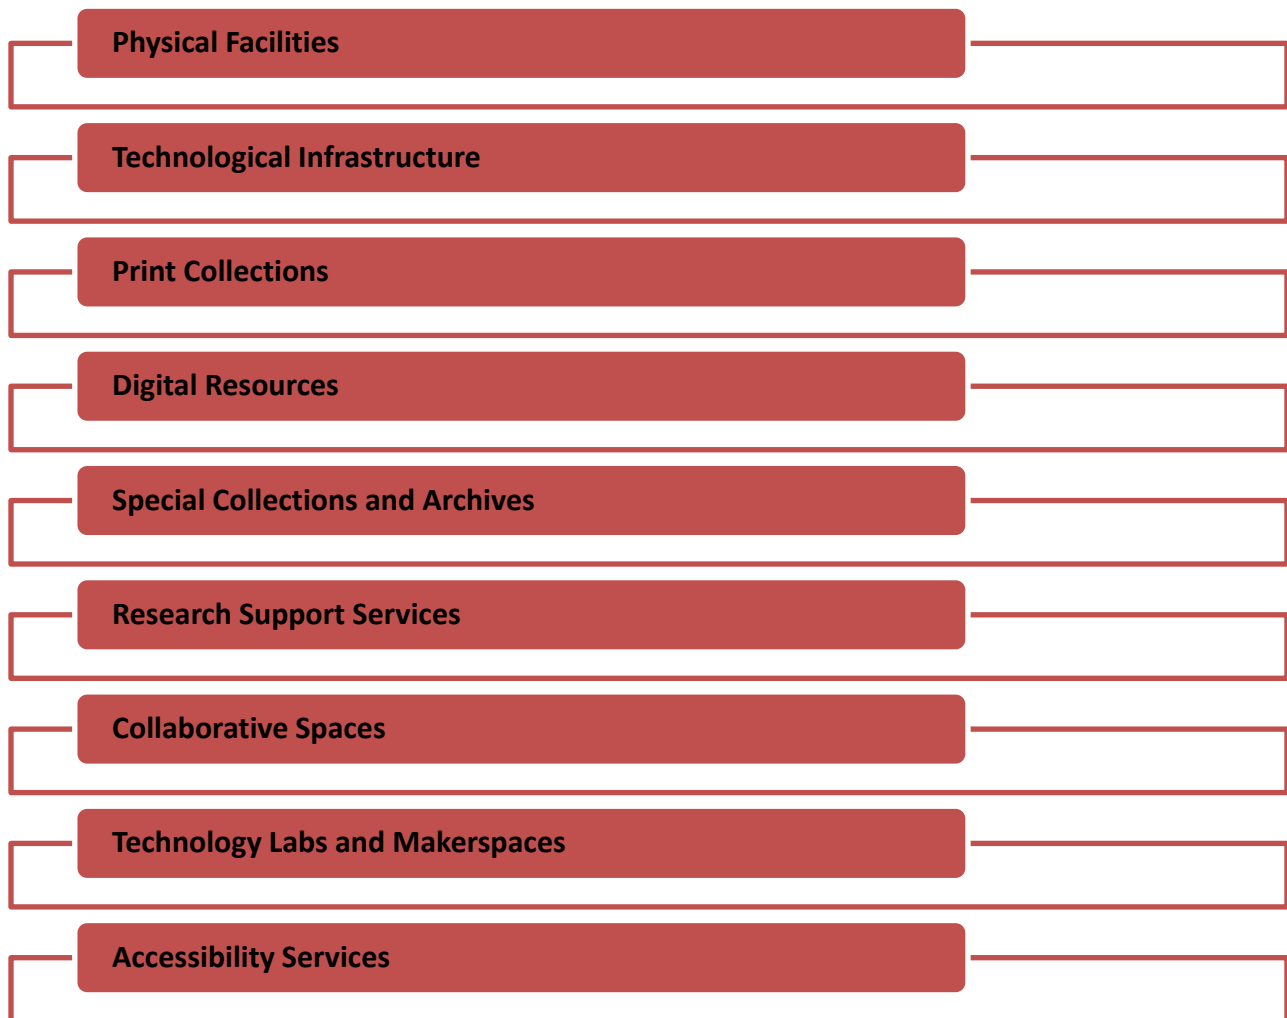 Physical Facilities
Technological Infrastructure
Print Collections
Digital Resources
Special Collections and Archives
Research Support Services
Collaborative Spaces
Technology Labs and Makerspaces
Accessibility Services